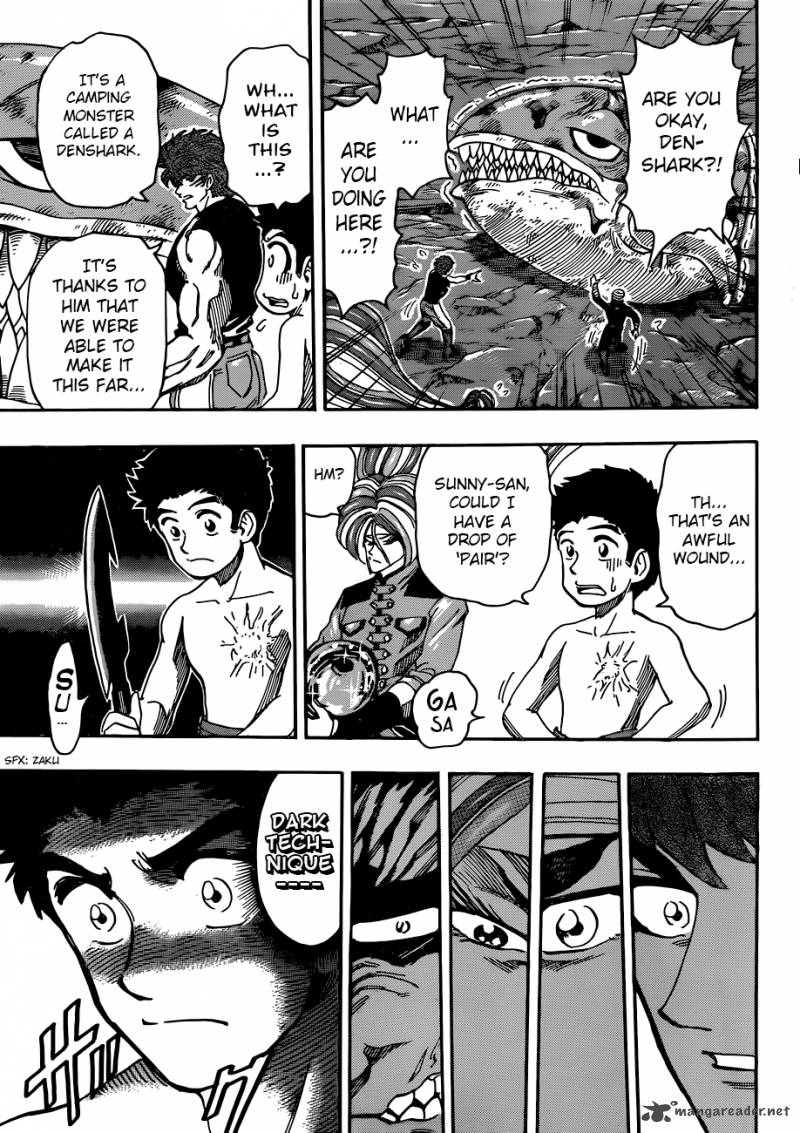 ARE YOU
OKAY,
DEN-
SHARK?!
WHAT
...
ARE
YOU
DOING
HERE
...?!
WH...
WHAT
IS
THIS
...?
IT'S A
CAMPING
MONSTER
CALLED A
DENSHARK.
IT'S
THANKS TO
HIM THAT
WE WERE
ABLE TO
MAKE IT
THIS FAR...
TH...
THAT'S AN
AWFUL
WOUND...
SUNNY-SAN,
COULD I
HAVE A
DROP OF
'PAIR'?
HM?
GA
SA
SU
...
SFX: ZAKU
DARK
TECH-
NIQUE
----
ザグ
mangareader.net